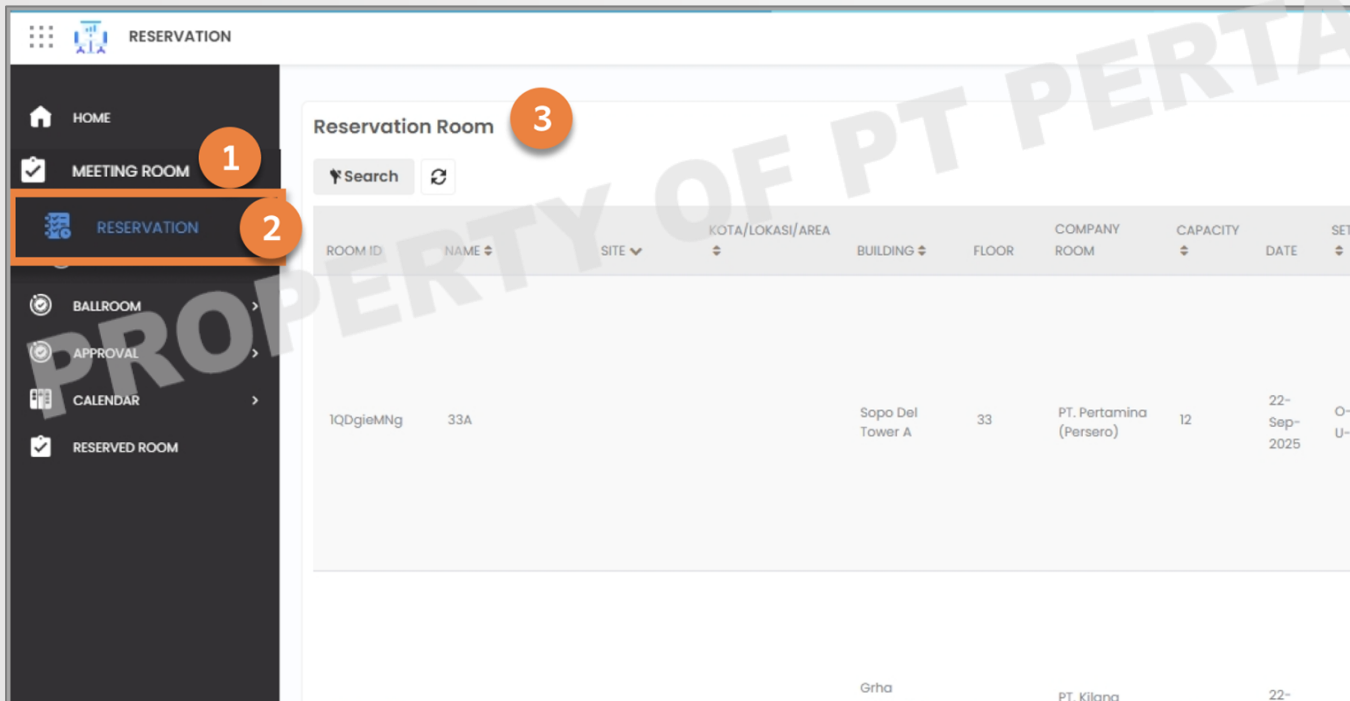 RESERVATION
PROPERTY OF PT PERTA
HOME
MEETING ROOM
1
RESERVATION
2
BALLROOM
APPROVAL
CALENDAR
RESERVED ROOM
Reservation Room
3
Search
ROOM ID NAME SITE KOTA/LOKASI/AREA BUILDING FLOOR COMPANY ROOM CAPACITY DATE SET
1QDgieMNg 33A Sopo Del Tower A 33 PT. Pertamina (Persero) 12 22-Sep-2025 O- U-
Grha PT. Kilang 22-